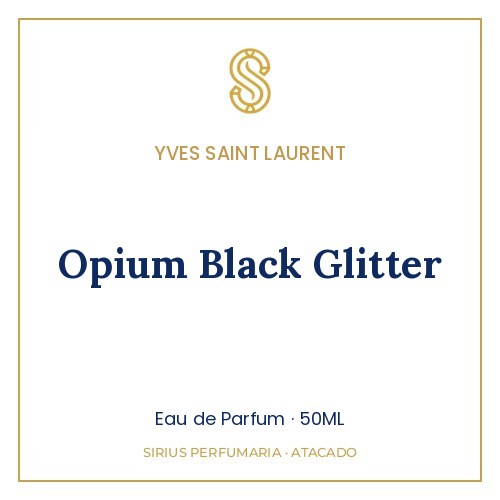 YVES SAINT LAURENT
Opium Black Glitter
Eau de Parfum · 50ML
SIRIUS PERFUMARIA · ATACADO